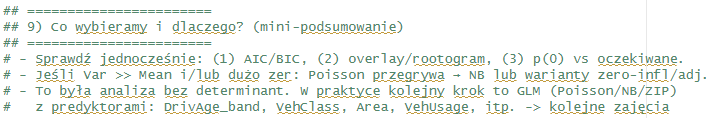 ## =======================
## 9) Co wybieramy i dlaczego? (mini-podsumowanie)
## =======================
# - Sprawdź jednocześnie: (1) AIC/BIC, (2) overlay/rootogram, (3) p(0) vs oczekiwane.
# - Jeśli Var >> Mean i/lub dużo zer: Poisson przegrywa → NB lub warianty zero-infl/adj.
# - To była analiza bez determinant. W praktyce kolejny krok to GLM (Poisson/NB/ZIP)
#   z predyktorami: DrivAge_band, VehClass, Area, VehUsage, itp. -> kolejne zajęcia